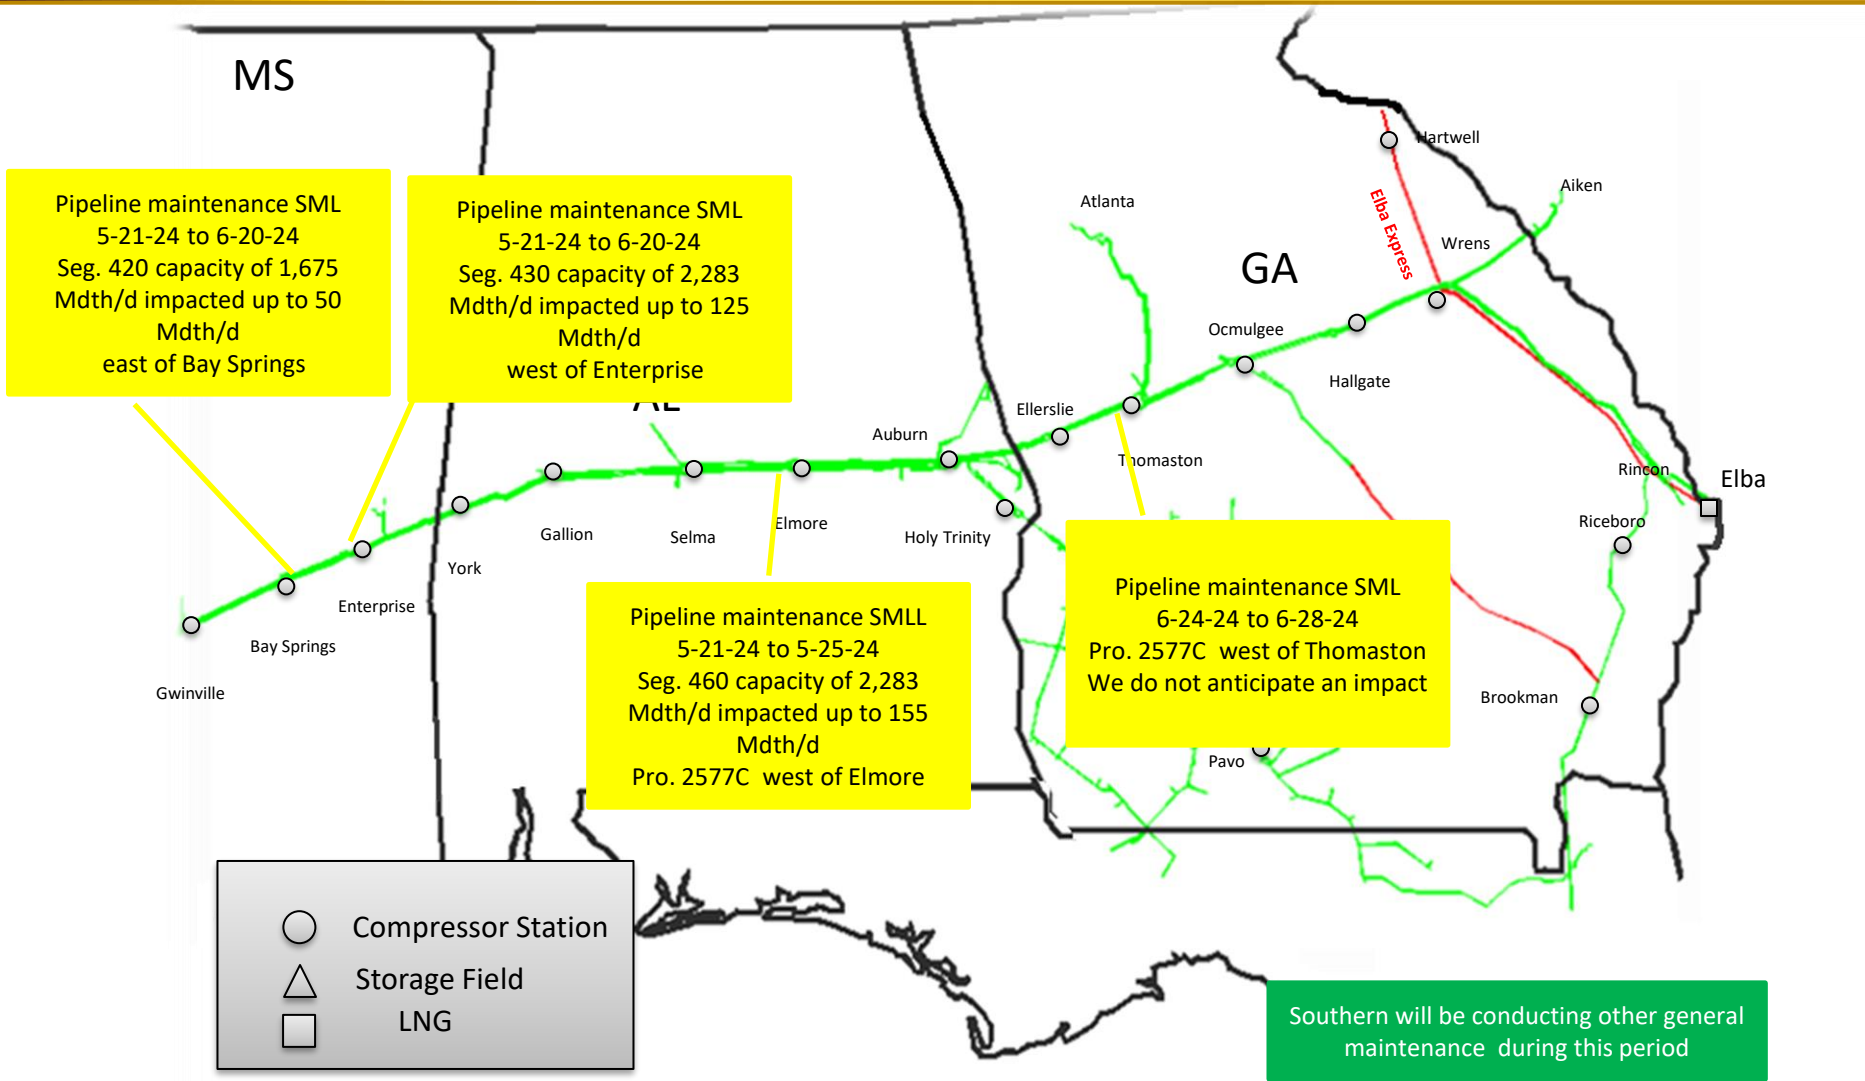 MS
Hartwell
Aiken
Pipeline maintenance SML
5-21-24 to 6-20-24
Seg. 420 capacity of 1,675
Mdth/d impacted up to 50
Mdth/d
east of Bay Springs
Pipeline maintenance SML
5-21-24 to 6-20-24
Seg. 430 capacity of 2,283
Mdth/d impacted up to 125
Mdth/d
west of Enterprise
Atlanta
Elba Express
Wrens
GA
Ocmulgee
Hallgate
AL
Ellerslie
Auburn
Thomaston
Rincon
Elba
Riceboro
Elmore
Gallion
Selma
Holy Trinity
York
Enterprise
Bay Springs
Gwinville
Pipeline maintenance SMLL
5-21-24 to 5-25-24
Seg. 460 capacity of 2,283
Mdth/d impacted up to 155
Mdth/d
Pro. 2577C west of Elmore
Pipeline maintenance SML
6-24-24 to 6-28-24
Pro. 2577C west of Thomaston
We do not anticipate an impact
Brookman
Pavo
Compressor Station
Storage Field
LNG
Southern will be conducting other general
maintenance during this period